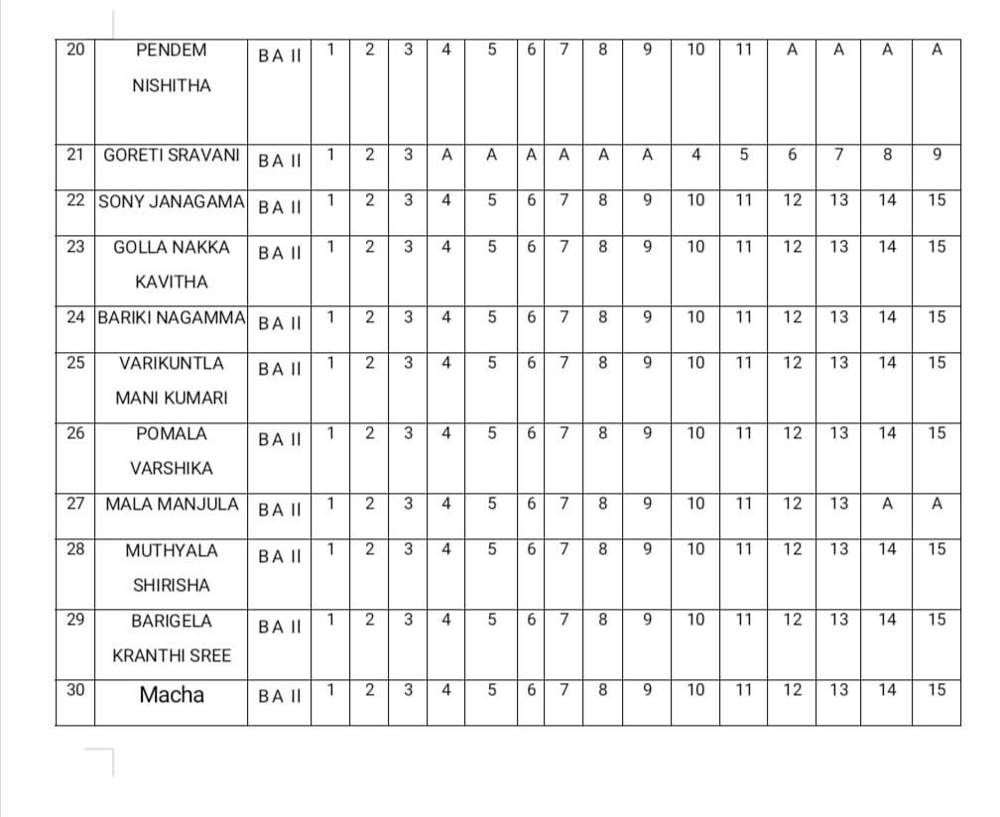 20 PENDEM NISHITHA BA II 1 2 3 4 5 6 7 8 9 10 11 A A A A
21 GORETI SRAVANI BA II 1 2 3 A A A A A A 4 5 6 7 8 9
22 SONY JANAGAMA BA II 1 2 3 4 5 6 7 8 9 10 11 12 13 14 15
23 GOLLA NAKKA KAVITHA BA II 1 2 3 4 5 6 7 8 9 10 11 12 13 14 15
24 BARIKI NAGAMMA BA II 1 2 3 4 5 6 7 8 9 10 11 12 13 14 15
25 VARIKUNTLA MANI KUMARI BA II 1 2 3 4 5 6 7 8 9 10 11 12 13 14 15
26 POMALA VARSHIKA BA II 1 2 3 4 5 6 7 8 9 10 11 12 13 14 15
27 MALA MANJULA BA II 1 2 3 4 5 6 7 8 9 10 11 12 13 A A
28 MUTHYALA SHIRISHA BA II 1 2 3 4 5 6 7 8 9 10 11 12 13 14 15
29 BARIGELA KRANTHI SREE BA II 1 2 3 4 5 6 7 8 9 10 11 12 13 14 15
30 Macha BA II 1 2 3 4 5 6 7 8 9 10 11 12 13 14 15